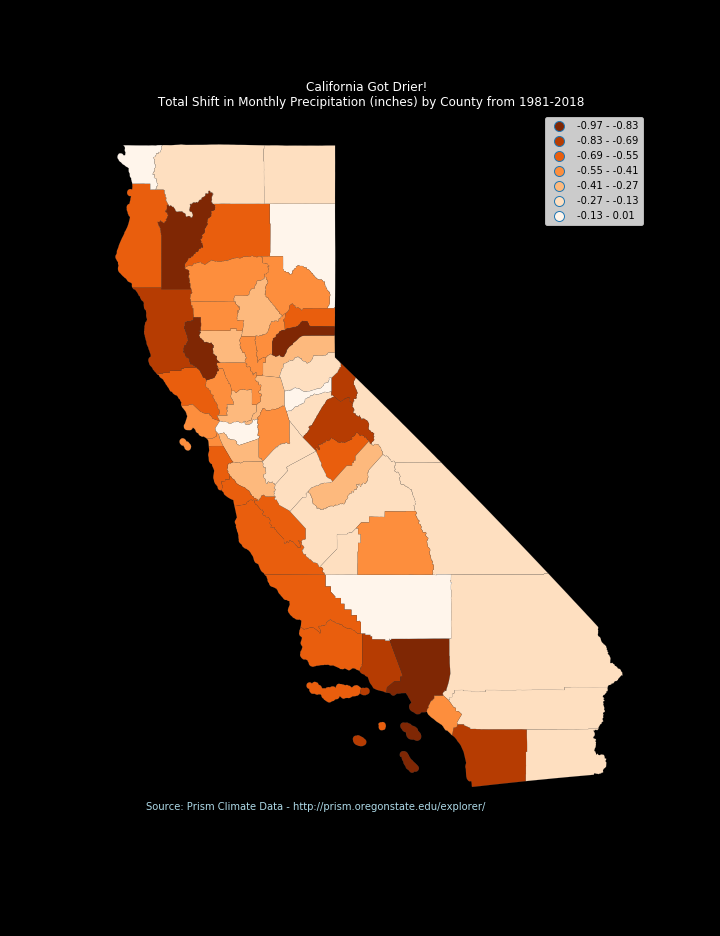 California Got Drier!
Total Shift in Monthly Precipitation (inches) by County from 1981-2018
-0.97 - -0.83
-0.83 - -0.69
-0.69 - -0.55
-0.55 - -0.41
-0.41 - -0.27
-0.27 - -0.13
-0.13 - 0.01
Source: Prism Climate Data - http://prism.oregonstate.edu/explorer/